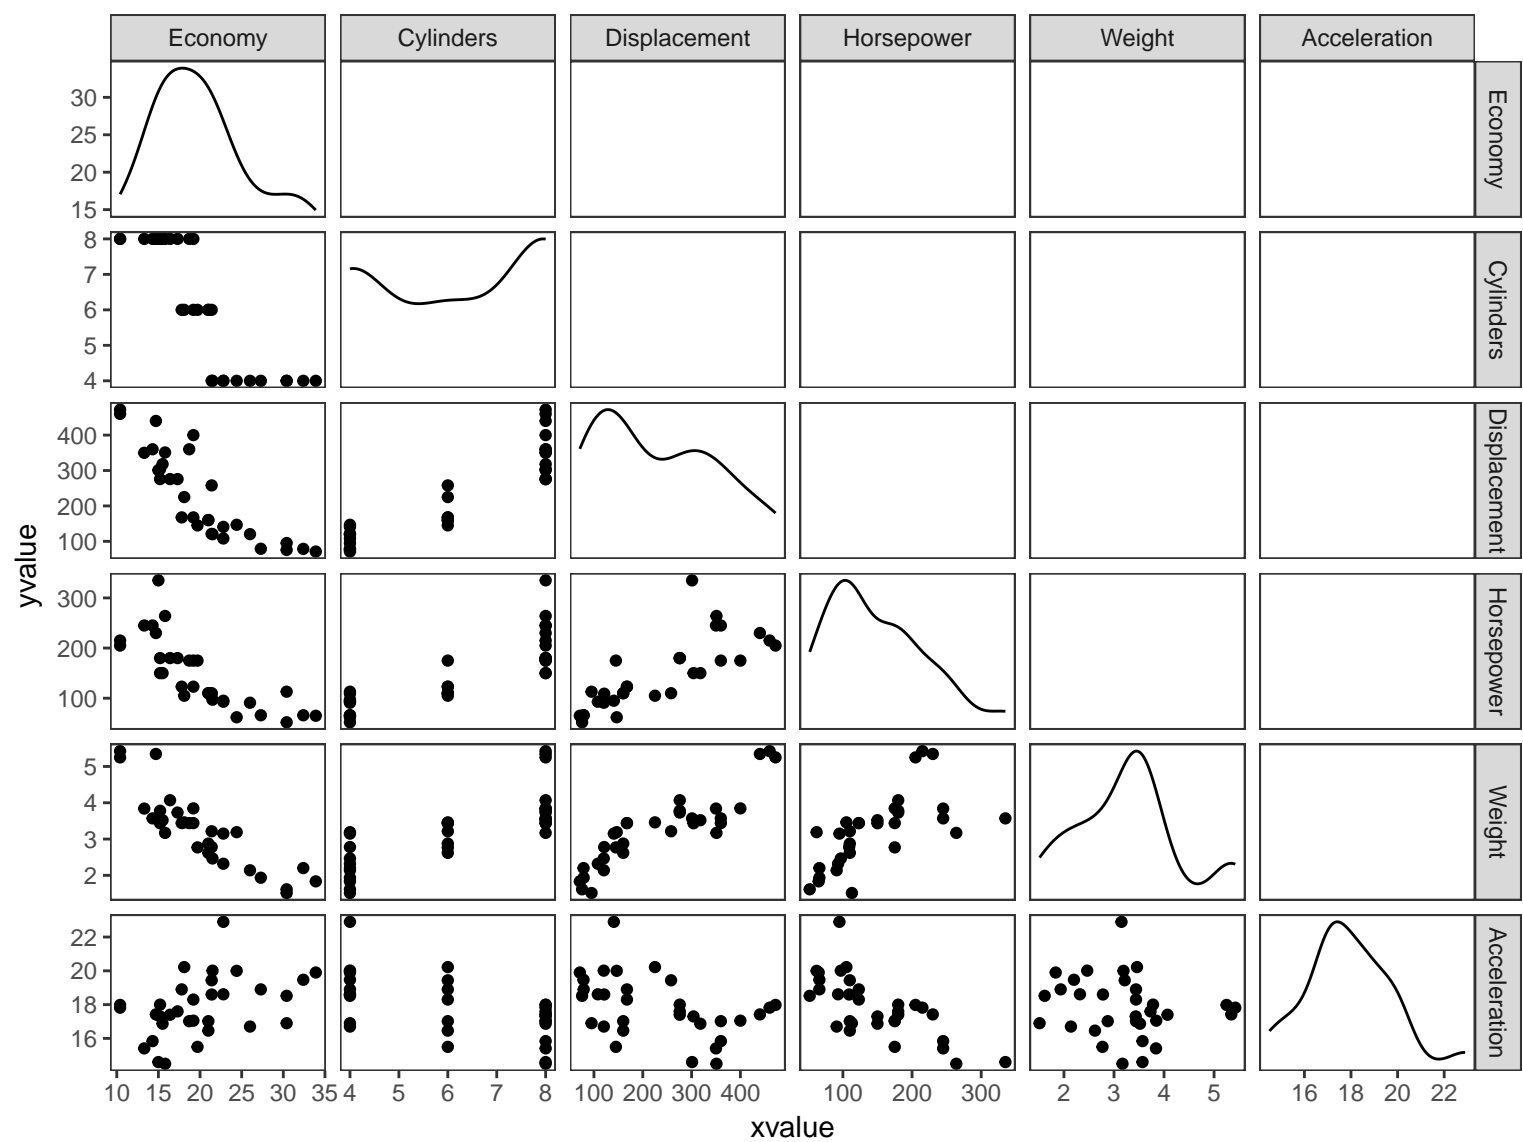 Economy Cylinders Displacement Horsepower Weight Acceleration
30
25
20
15
Economy
8
7
6
5
4
Cylinders
400
300
200
100
Displacement
yvalue
300
200
100
Horsepower
5
4
3
2
Weight
22
20
18
16
Acceleration
10 15 20 25 30 35 4 5 6 7 8 100 200 300 400 100 200 300 2 3 4 5 16 18 20 22
xvalue